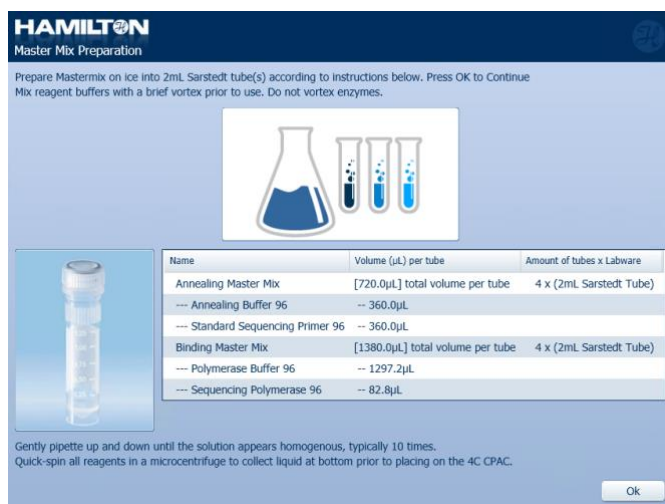 HAMILTON
Master Mix Preparation
Prepare Mastermix on ice into 2mL Sarstedt tube(s) according to instructions below. Press OK to Continue
Mix reagent buffers with a brief vortex prior to use. Do not vortex enzymes.
Name Volume (µL) per tube Amount of tubes x Labware
Annealing Master Mix [720.0µL] total volume per tube 4 x (2mL Sarstedt Tube)
--- Annealing Buffer 96 -- 360.0µL
--- Standard Sequencing Primer 96 -- 360.0µL
Binding Master Mix [1380.0µL] total volume per tube 4 x (2mL Sarstedt Tube)
--- Polymerase Buffer 96 -- 1297.2µL
--- Sequencing Polymerase 96 -- 82.8µL
Gently pipette up and down until the solution appears homogenous, typically 10 times.
Quick-spin all reagents in a microcentrifuge to collect liquid at bottom prior to placing on the 4C CPAC.
Ok